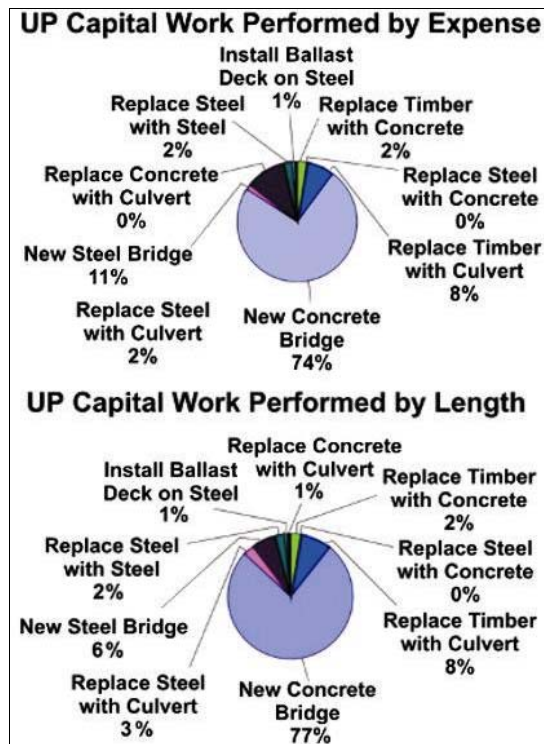 UP Capital Work Performed by Expense
Install Ballast
Deck on Steel
1%
Replace Steel
with Steel
2%
Replace Timber
with Concrete
2%
Replace Concrete
with Culvert
0%
Replace Steel
with Concrete
0%
New Steel Bridge
11%
Replace Timber
with Culvert
8%
Replace Steel
with Culvert
2%
New Concrete
Bridge
74%
UP Capital Work Performed by Length
Replace Concrete
with Culvert
1%
Install Ballast
Deck on Steel
1%
Replace Timber
with Concrete
2%
Replace Steel
with Steel
2%
Replace Steel
with Concrete
0%
New Steel Bridge
6%
Replace Timber
with Culvert
8%
Replace Steel
with Culvert
3%
New Concrete
Bridge
77%